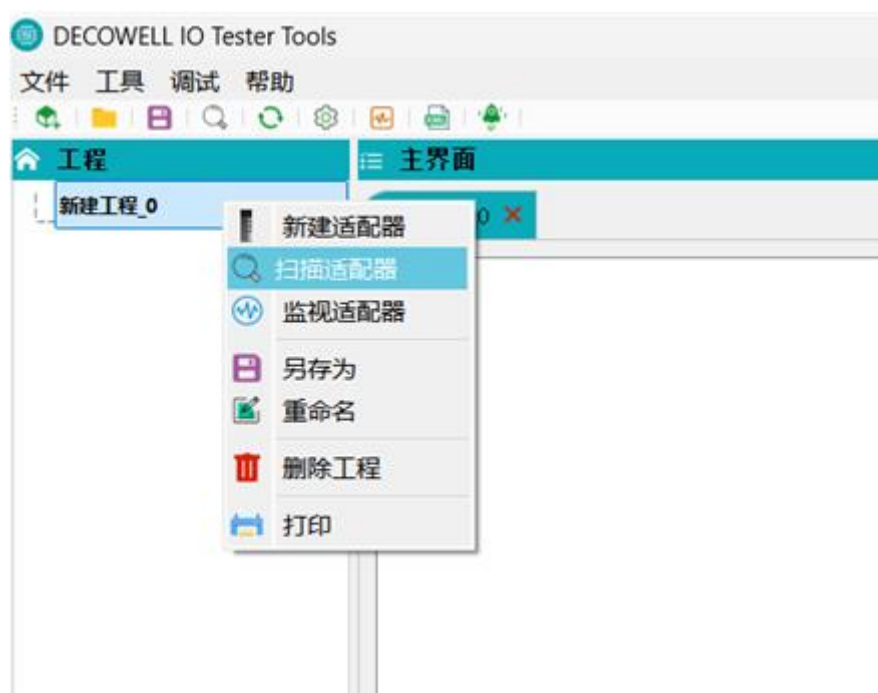 DECOWELL IO Tester Tools
文件 工具 调试 帮助
工程
主界面
新建工程_0
0
新建适配器
扫描适配器
监视适配器
另存为
重命名
删除工程
打印